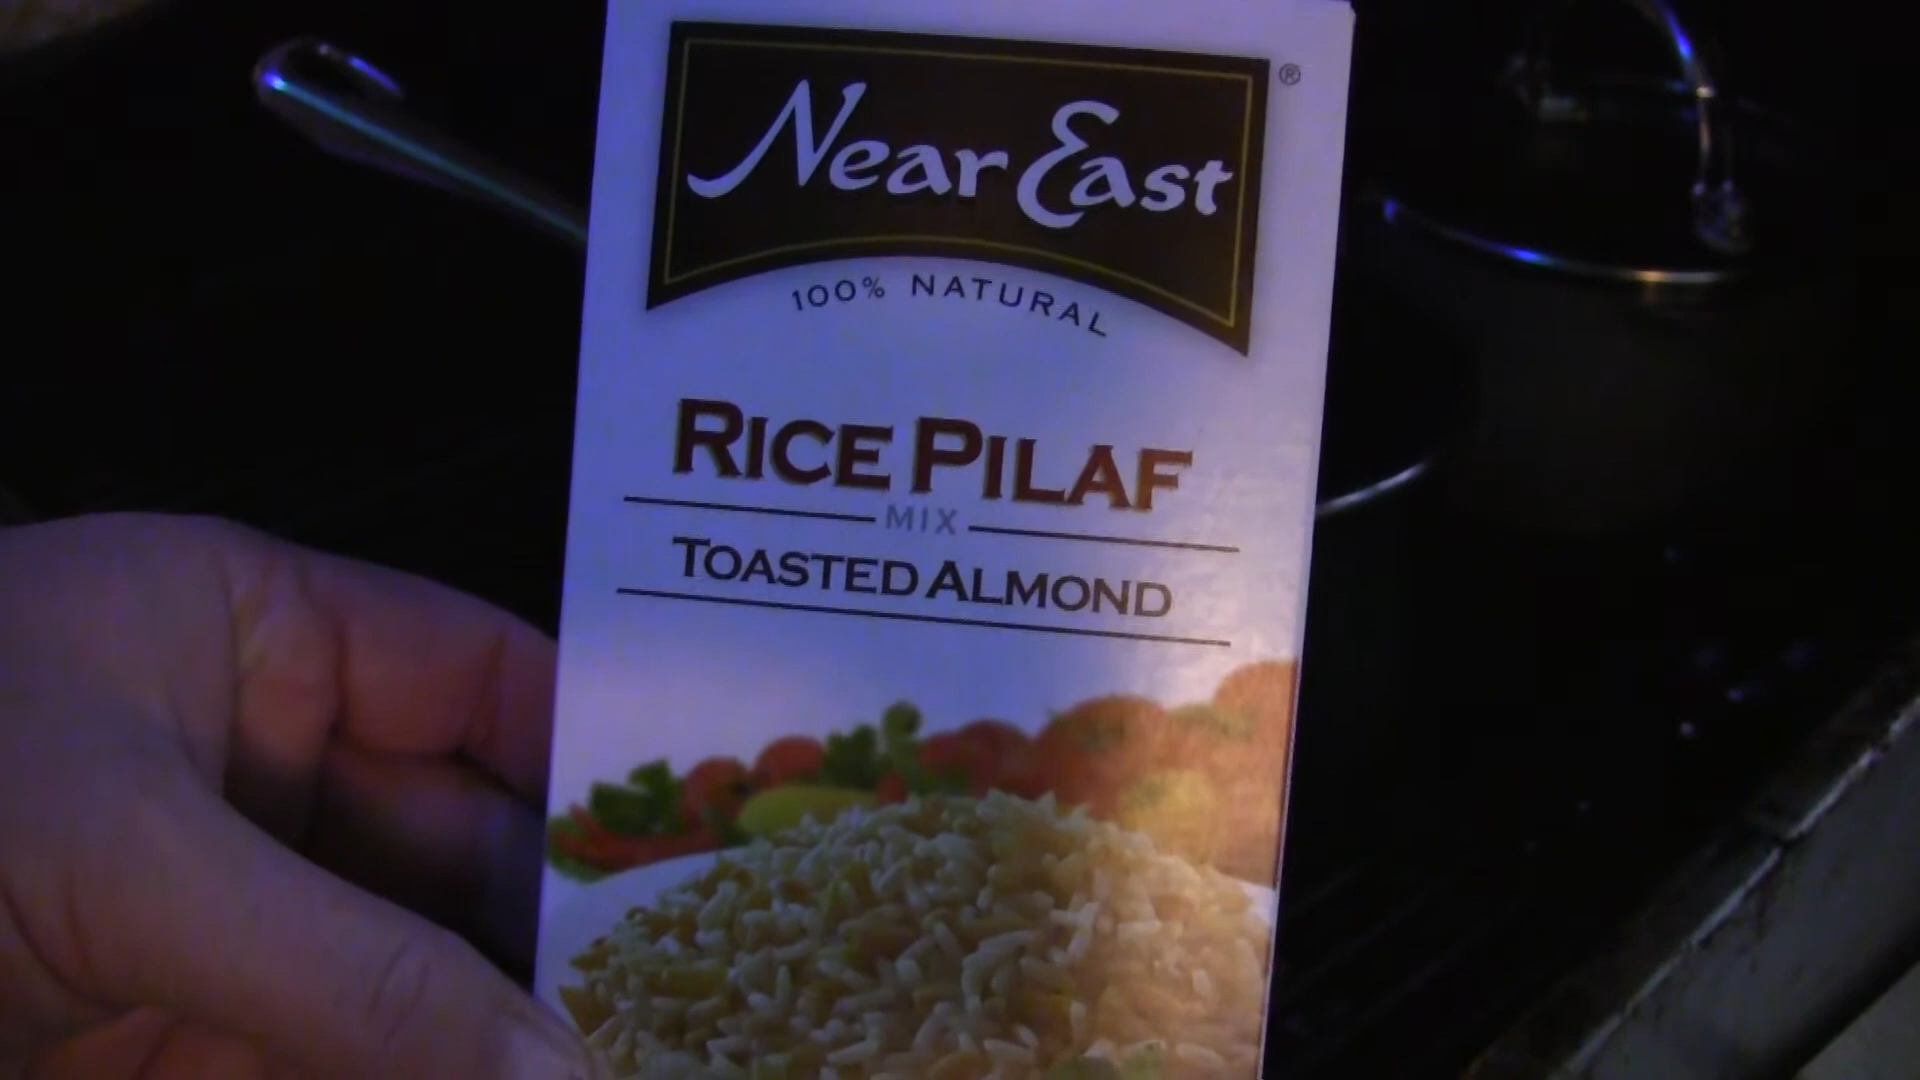 Near East ®
100% NATURAL
RICE PILAF
MIX
TOASTED ALMOND